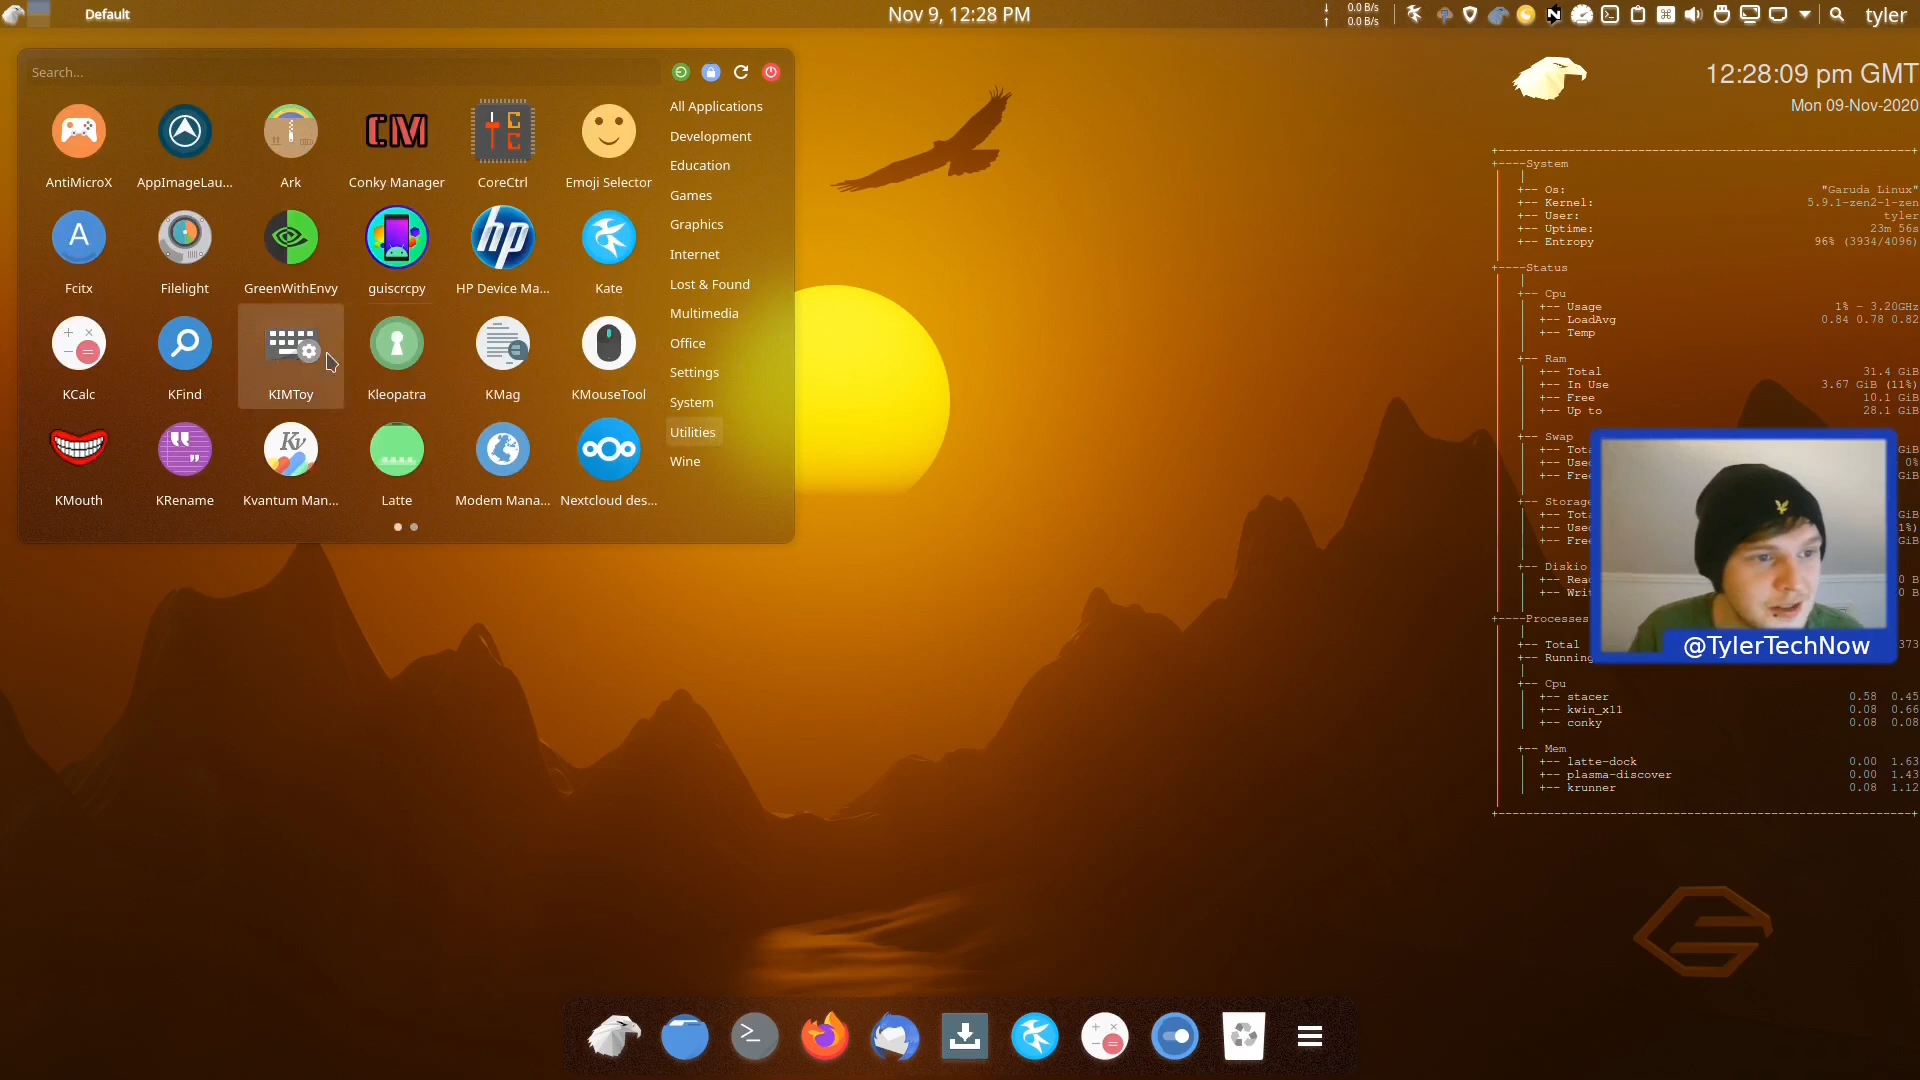 Default
Nov 9, 12:28 PM
0.0 B/s
0.0 B/s
tyler
Search...
All Applications
Development
Education
Games
Graphics
Internet
Lost & Found
Multimedia
Office
Settings
System
Utilities
Wine
AntiMicroX
AppImageLau...
Ark
Conky Manager
CoreCtrl
Emoji Selector
Fcitx
Filelight
GreenWithEnvy
guiscrcpy
HP Device Ma...
Kate
KCalc
KFind
KIMToy
Kleopatra
KMag
KMouseTool
KMouth
KRename
Kvantum Man...
Latte
Modem Mana...
Nextcloud des...
12:28:09 pm GMT
Mon 09-Nov-2020
+----System
+-- Os: "Garuda Linux"
+-- Kernel: 5.9.1-zen2-1-zen
+-- User: tyler
+-- Uptime: 23m 56s
+-- Entropy 96% (3934/4096)
+----Status
+-- Cpu
+-- Usage 1% - 3.20GHz
+-- LoadAvg 0.84 0.78 0.82
+-- Temp
+-- Ram
+-- Total 31.4 GiB
+-- In Use 3.67 GiB (11%)
+-- Free 10.1 GiB
+-- Up to 28.1 GiB
+-- Swap
+-- Tota GiB
+-- Used 0%
+-- Free GiB
+-- Storage
+-- Tota GiB
+-- Used 1%)
+-- Free GiB
+-- Diskio
+-- Read 0 B
+-- Writ 0 B
+----Processes
+-- Total 373
+-- Running
+-- Cpu
+-- stacer 0.58 0.45
+-- kwin_x11 0.08 0.66
+-- conky 0.08 0.08
+-- Mem
+-- latte-dock 0.00 1.63
+-- plasma-discover 0.00 1.43
+-- krunner 0.08 1.12
@TylerTechNow